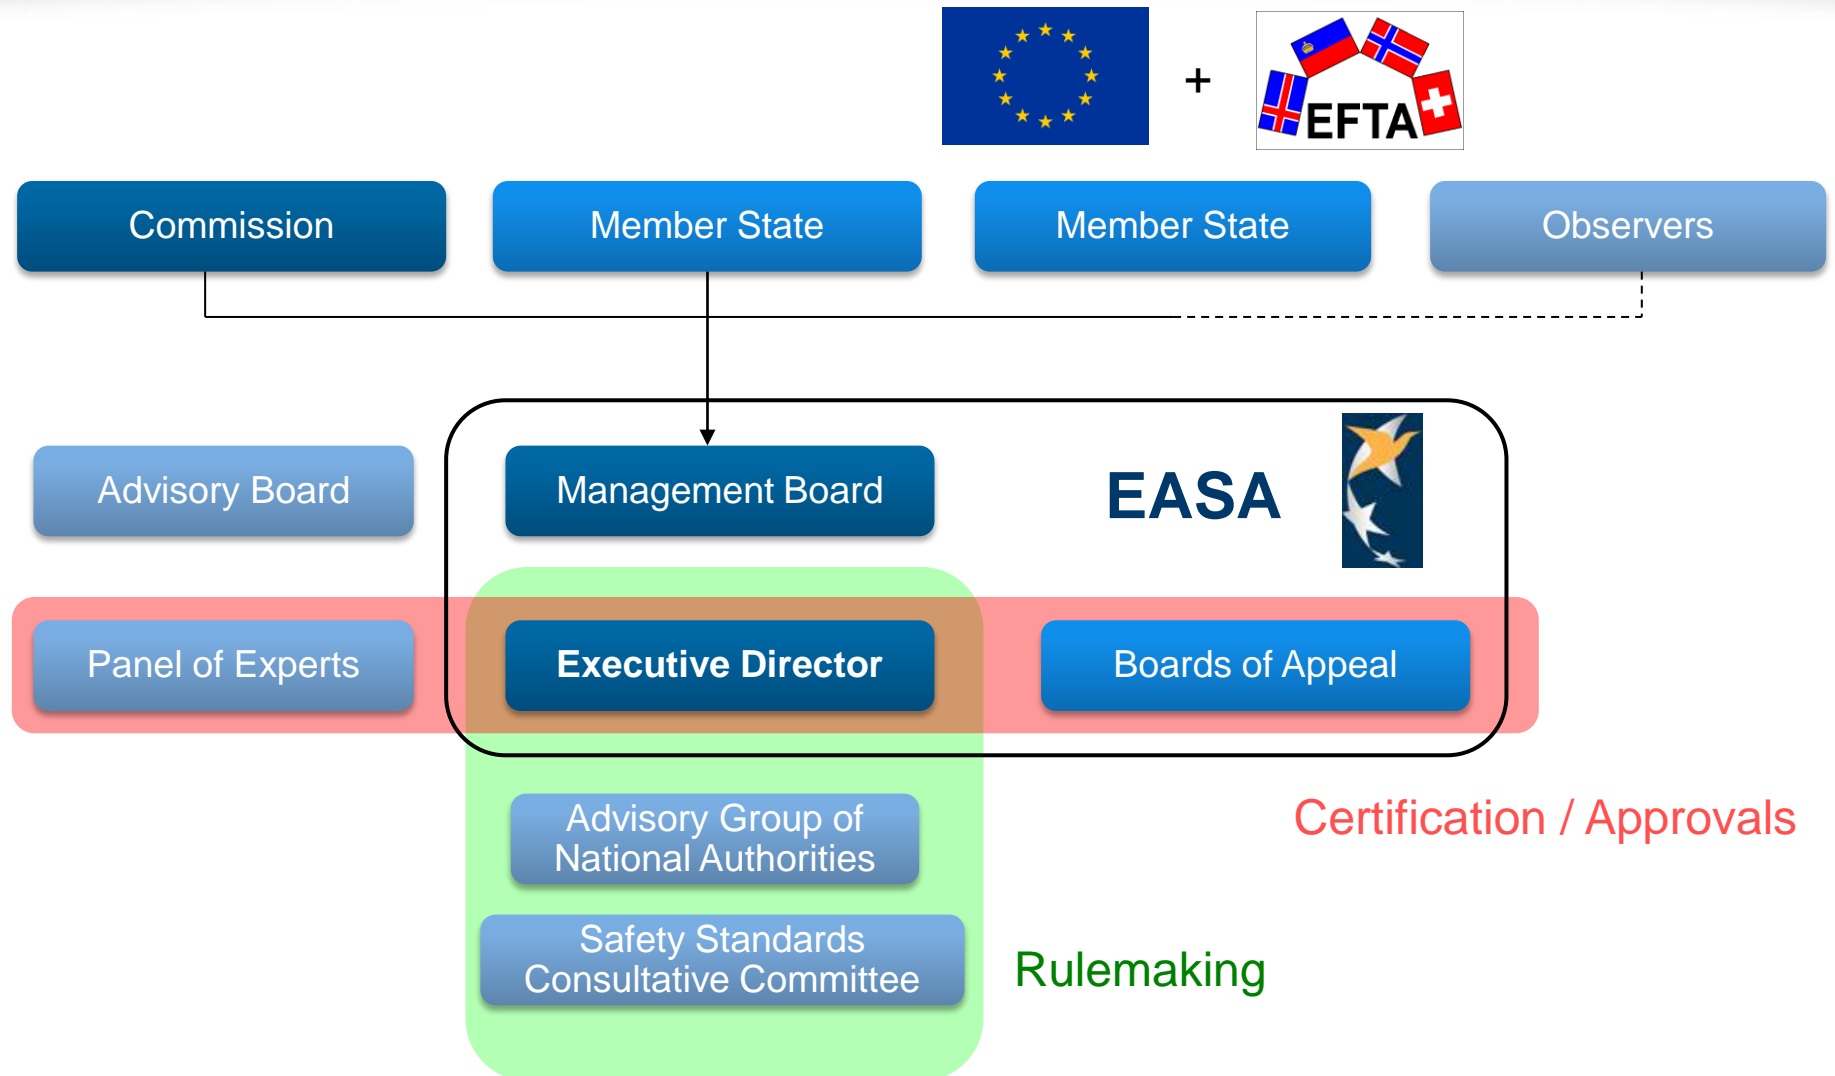 +
EFTA
Commission
Member State
Member State
Observers
Advisory Board
Management Board
EASA
Panel of Experts
Executive Director
Boards of Appeal
Advisory Group of
National Authorities
Certification / Approvals
Safety Standards
Consultative Committee
Rulemaking